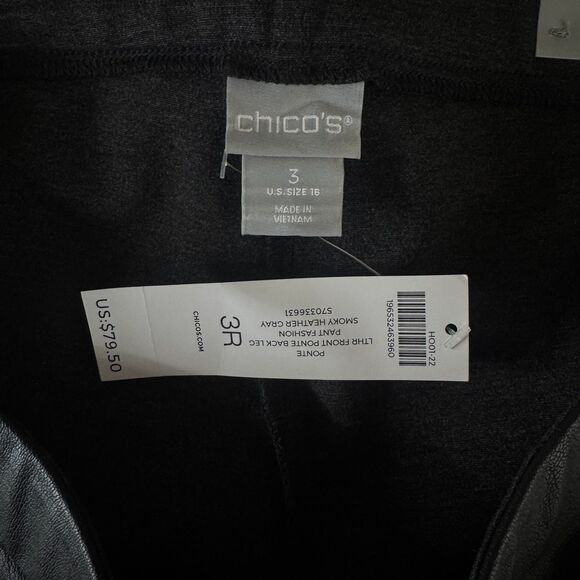 chico's®
3
U.S. SIZE 16
MADE IN
VIETNAM
HO01-22
196532463960
PONTE
LTHR FRONT PONTE BACK LEG
PANT FASHION
SMOKY HEATHER GRAY
570336631
3R
CHICOS.COM
US:$79.50